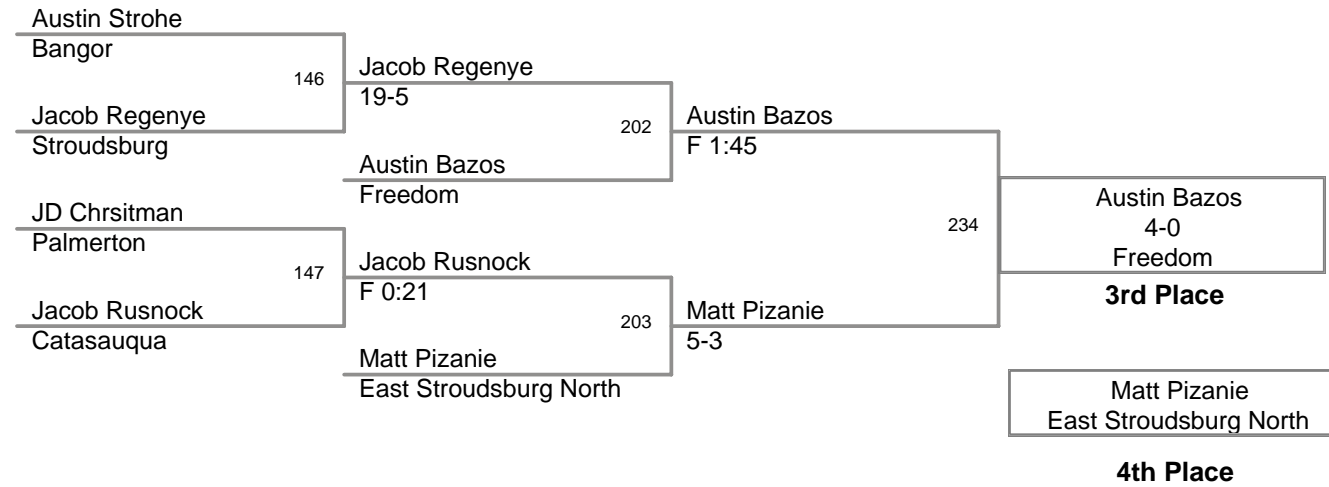 Austin Strohe
Bangor
146
Jacob Regenye
19-5
Jacob Regenye
Stroudsburg
202
Austin Bazos
F 1:45
Austin Bazos
Freedom
JD Chrsitman
Palmerton
234
Austin Bazos
4-0
Freedom
3rd Place
147
Jacob Rusnock
F 0:21
Jacob Rusnock
Catasauqua
203
Matt Pizanie
5-3
Matt Pizanie
East Stroudsburg North
Matt Pizanie
East Stroudsburg North
4th Place